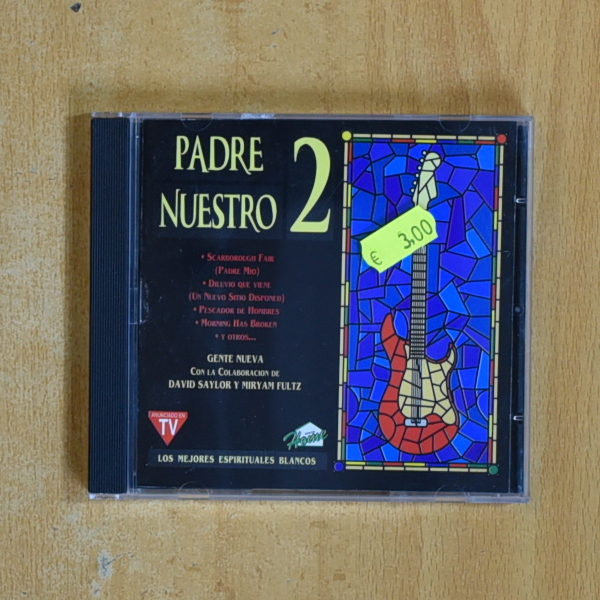 PADRE
NUESTRO 2
• SCARBOROUGH FAIR
(PADRE MIO)
• DILUVIO QUE VIENE
(UN NUEVO SITIO DISPONED)
• PESCADOR DE HOMBRES
• MORNING HAS BROKEN
• Y OTROS...
GENTE NUEVA
CON LA COLABORACION DE
DAVID SAYLOR Y MIRYAM FULTZ
ANUNCIADO EN
TV
Home
LOS MEJORES ESPIRITUALES BLANCOS
€ 3,00